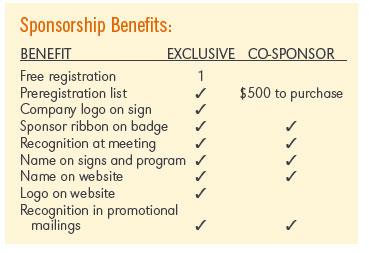 Sponsorship Benefits:
BENEFIT EXCLUSIVE CO-SPONSOR
Free registration 1
Preregistration list ✓ $500 to purchase
Company logo on sign ✓
Sponsor ribbon on badge ✓ ✓
Recognition at meeting ✓ ✓
Name on signs and program ✓ ✓
Name on website ✓ ✓
Logo on website ✓
Recognition in promotional
mailings ✓ ✓